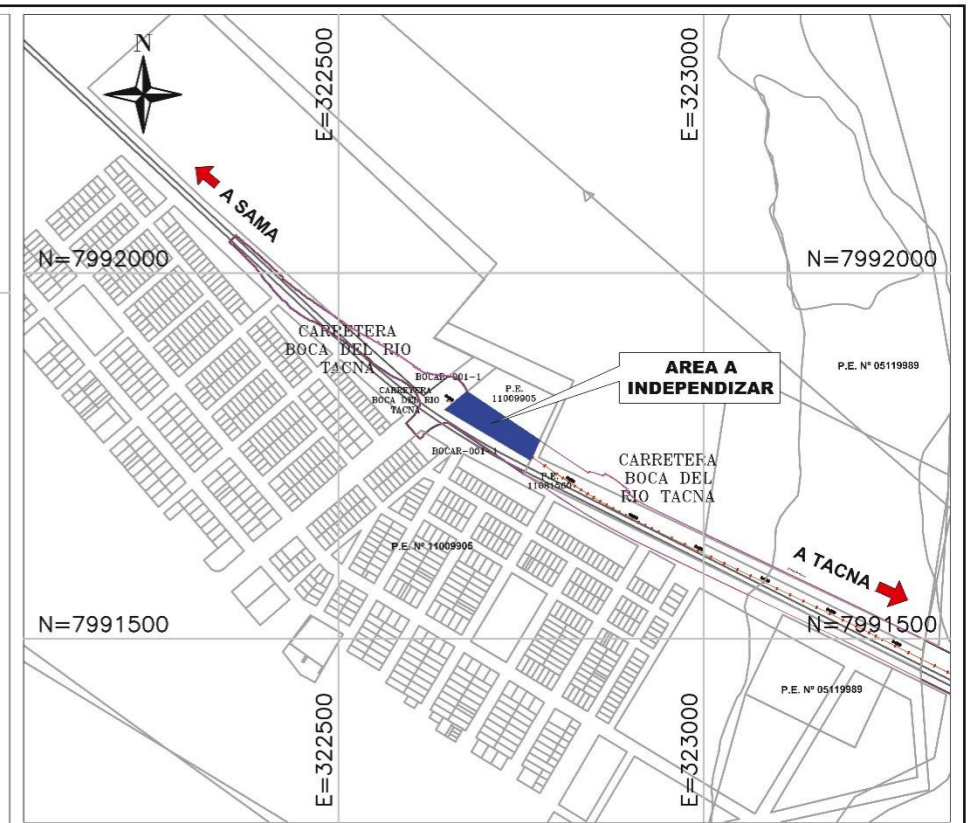 N
E=322500
E=323000
A SAMA
N=7992000
N=7992000
CARRETERA
BOCA DEL RIO
TACNA
BOCAR-001-1
P.E.
11009905
AREA A
INDEPENDIZAR
P.E. Nº 05119989
CARRETERA
BOCA DEL RIO
TACNA
BOCAR-001-1
CARRETERA
BOCA DEL
RIO TACNA
P.E.
P.E. Nº 11009905
A TACNA
N=7991500
N=7991500
P.E. Nº 05119989
E=322500
E=323000